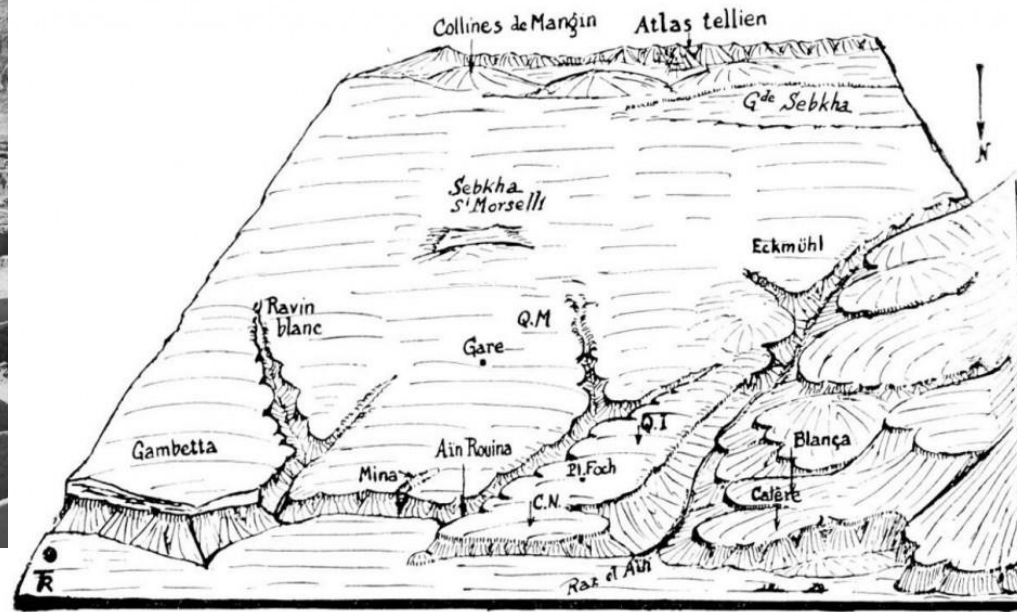 Collines de Mangin
Atlas tellien
Gde Sebkha
N
Sebkha
St Morselli
Eckmühl
Ravin
blanc
Q.M
Gare
Q.I
Gambetta
Aïn Rouina
Mina
Pl. Foch
Blança
C.N.
Calère
Raz el Aïn
TR